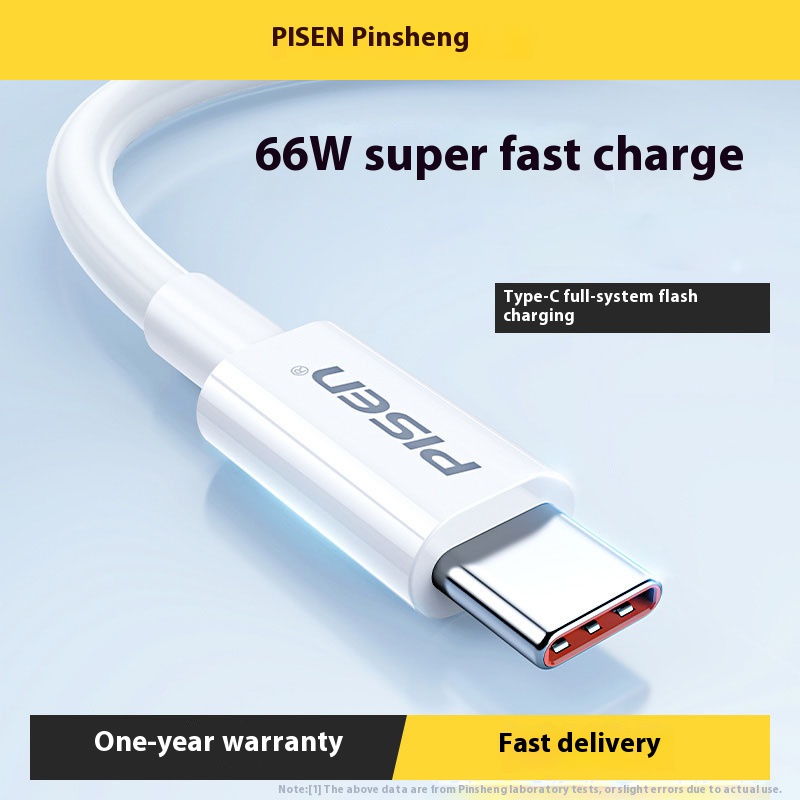 PISEN Pinsheng
66W super fast charge
Type-C full-system flash
charging
PISEN®
One-year warranty
Fast delivery
Note:[1] The above data are from Pinsheng laboratory tests, or slight errors due to actual use.